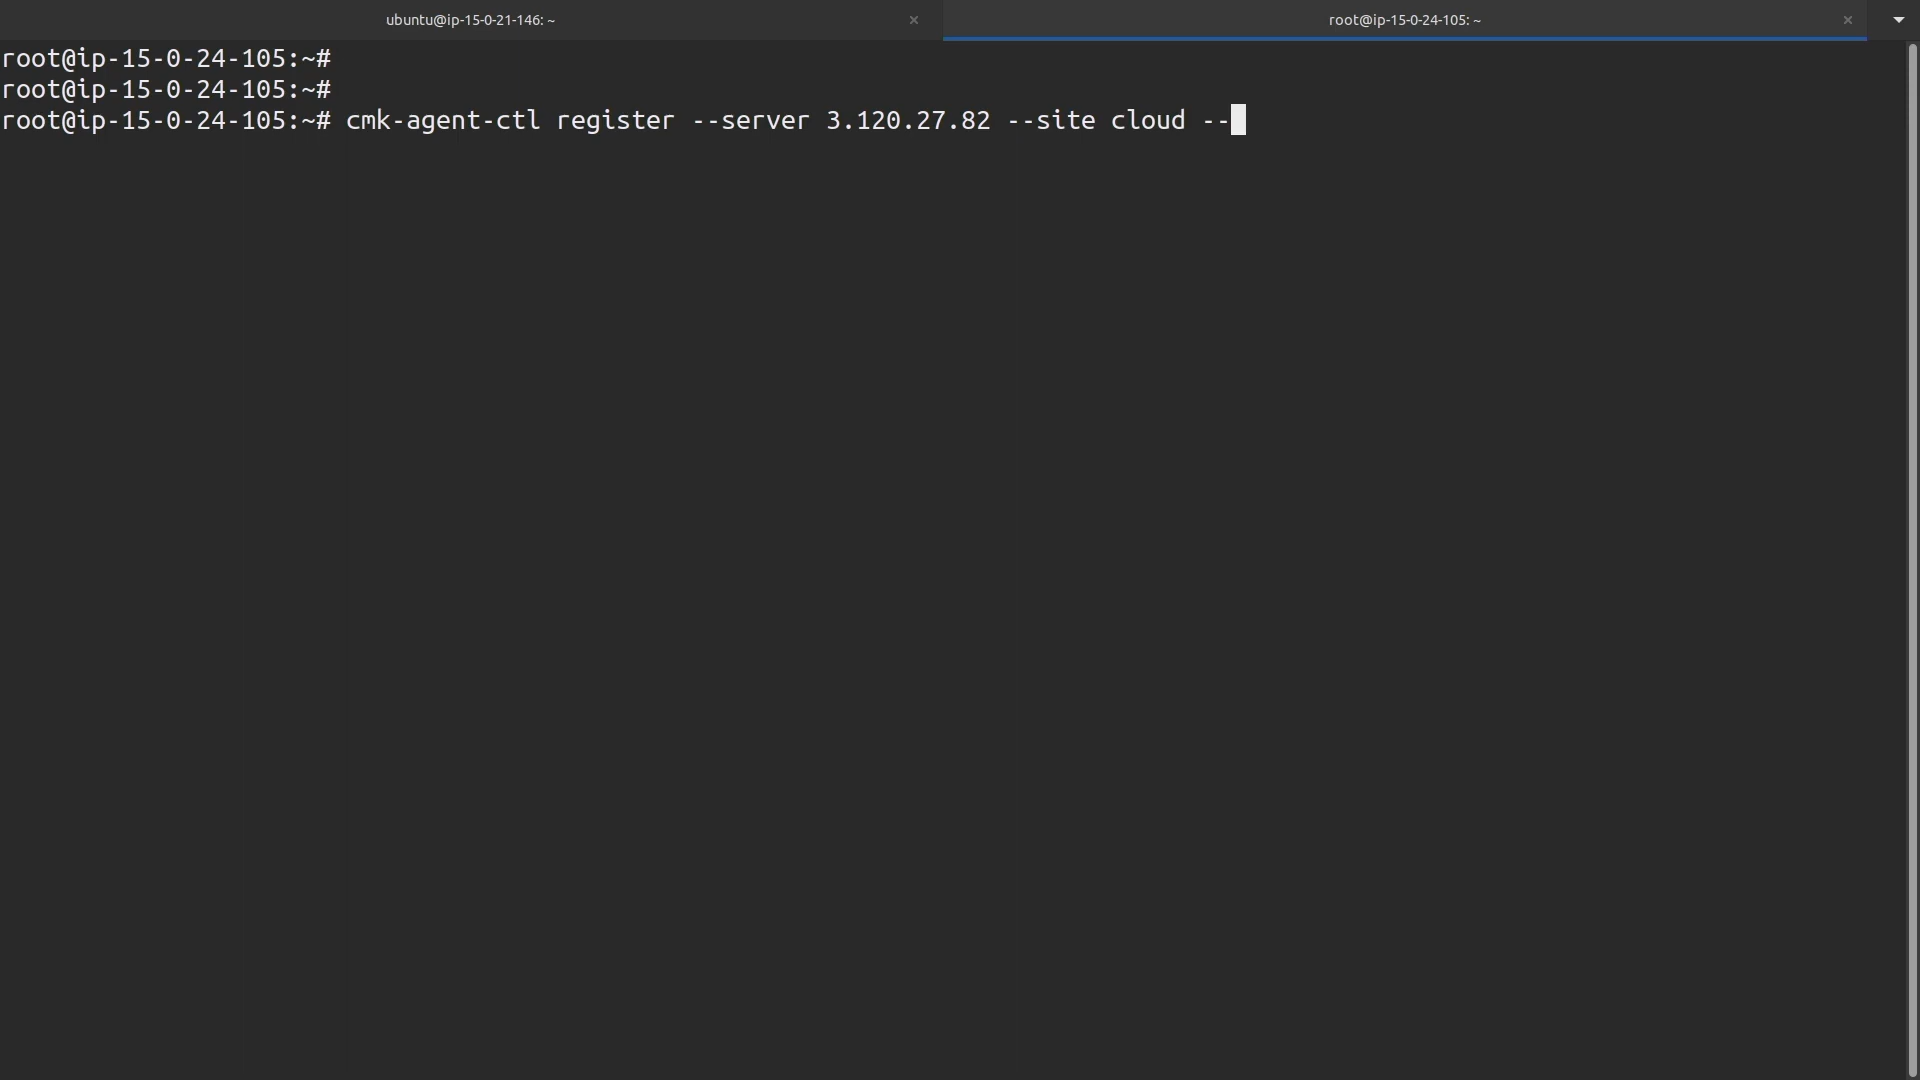 ubuntu@ip-15-0-21-146: ~
root@ip-15-0-24-105: ~
root@ip-15-0-24-105:~#
root@ip-15-0-24-105:~#
root@ip-15-0-24-105:~# cmk-agent-ctl register --server 3.120.27.82 --site cloud --